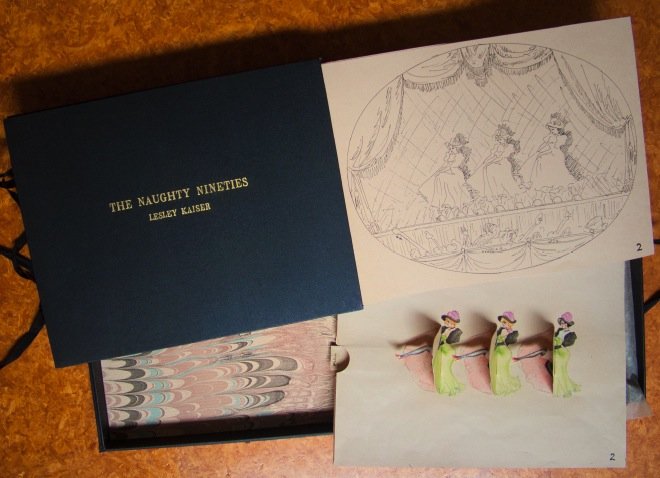 THE NAUGHTY NINETIES
LESLEY KAISER
2
2